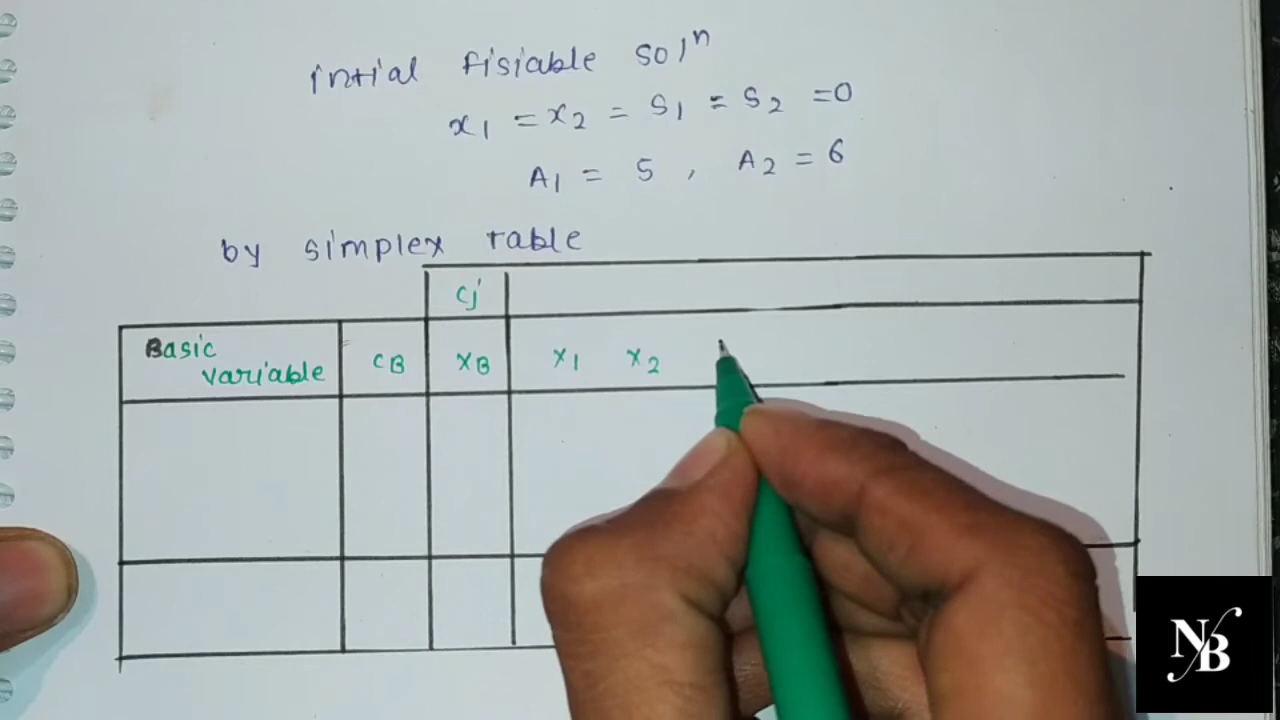 intial fisiable solⁿ
x₁ = x₂ = S₁ = S₂ = 0
A₁ = 5 , A₂ = 6
by simplex table
Cj
Basic variable CB XB x₁ x₂
NB